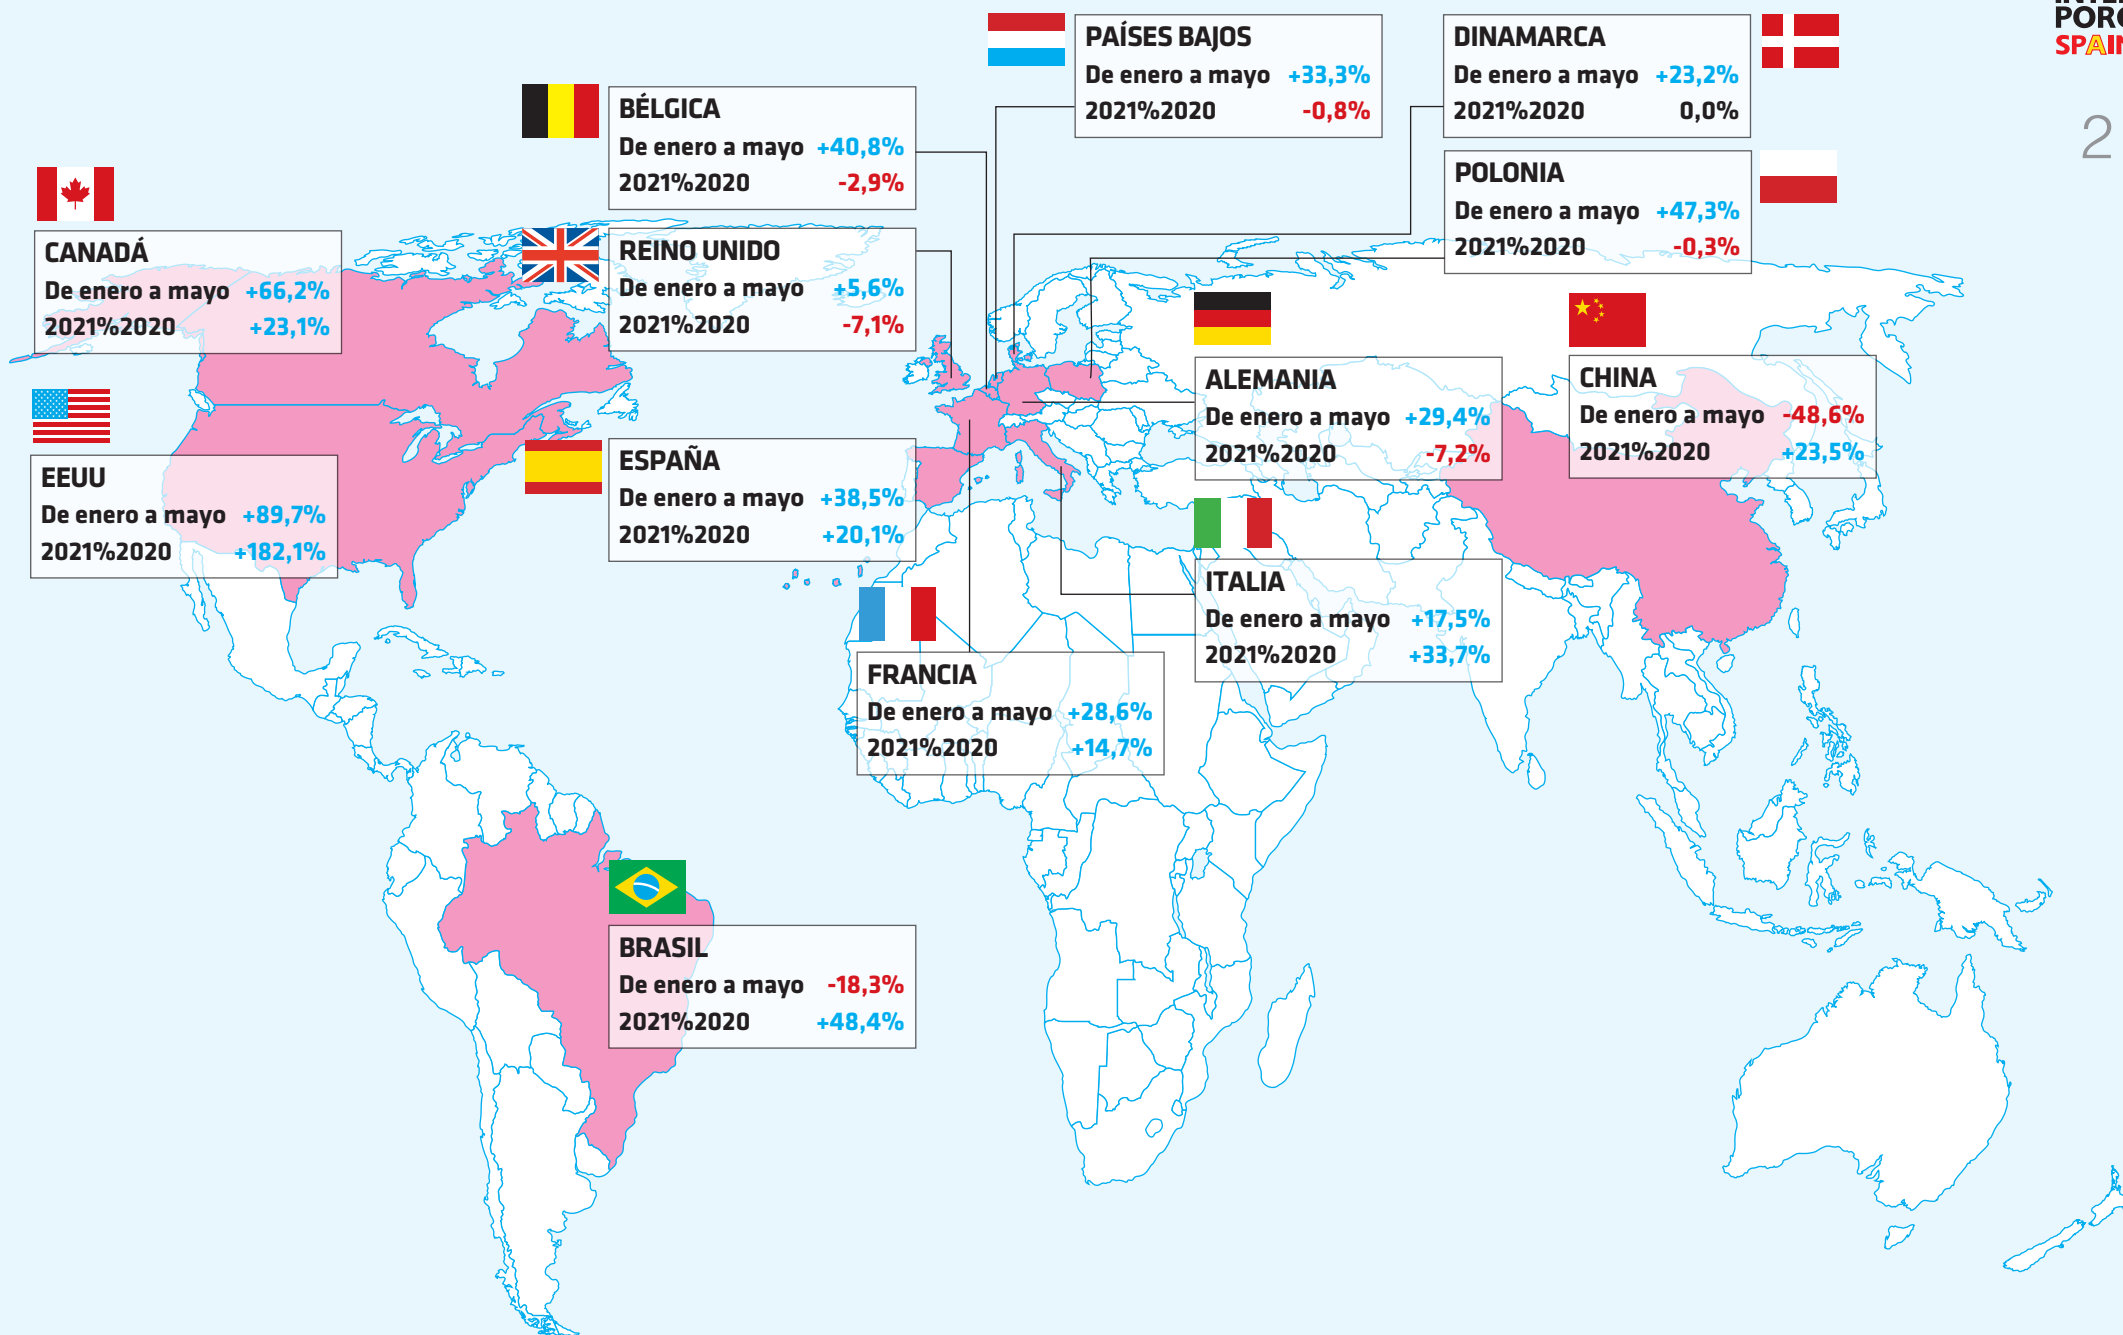 PAÍSES BAJOS
De enero a mayo +33,3%
2021%2020 -0,8%
DINAMARCA
De enero a mayo +23,2%
2021%2020 0,0%
SPAIN
2
BÉLGICA
De enero a mayo +40,8%
2021%2020 -2,9%
POLONIA
De enero a mayo +47,3%
2021%2020 -0,3%
CANADÁ
De enero a mayo +66,2%
2021%2020 +23,1%
REINO UNIDO
De enero a mayo +5,6%
2021%2020 -7,1%
ALEMANIA
De enero a mayo +29,4%
2021%2020 -7,2%
CHINA
De enero a mayo -48,6%
2021%2020 +23,5%
EEUU
De enero a mayo +89,7%
2021%2020 +182,1%
ESPAÑA
De enero a mayo +38,5%
2021%2020 +20,1%
ITALIA
De enero a mayo +17,5%
2021%2020 +33,7%
FRANCIA
De enero a mayo +28,6%
2021%2020 +14,7%
BRASIL
De enero a mayo -18,3%
2021%2020 +48,4%